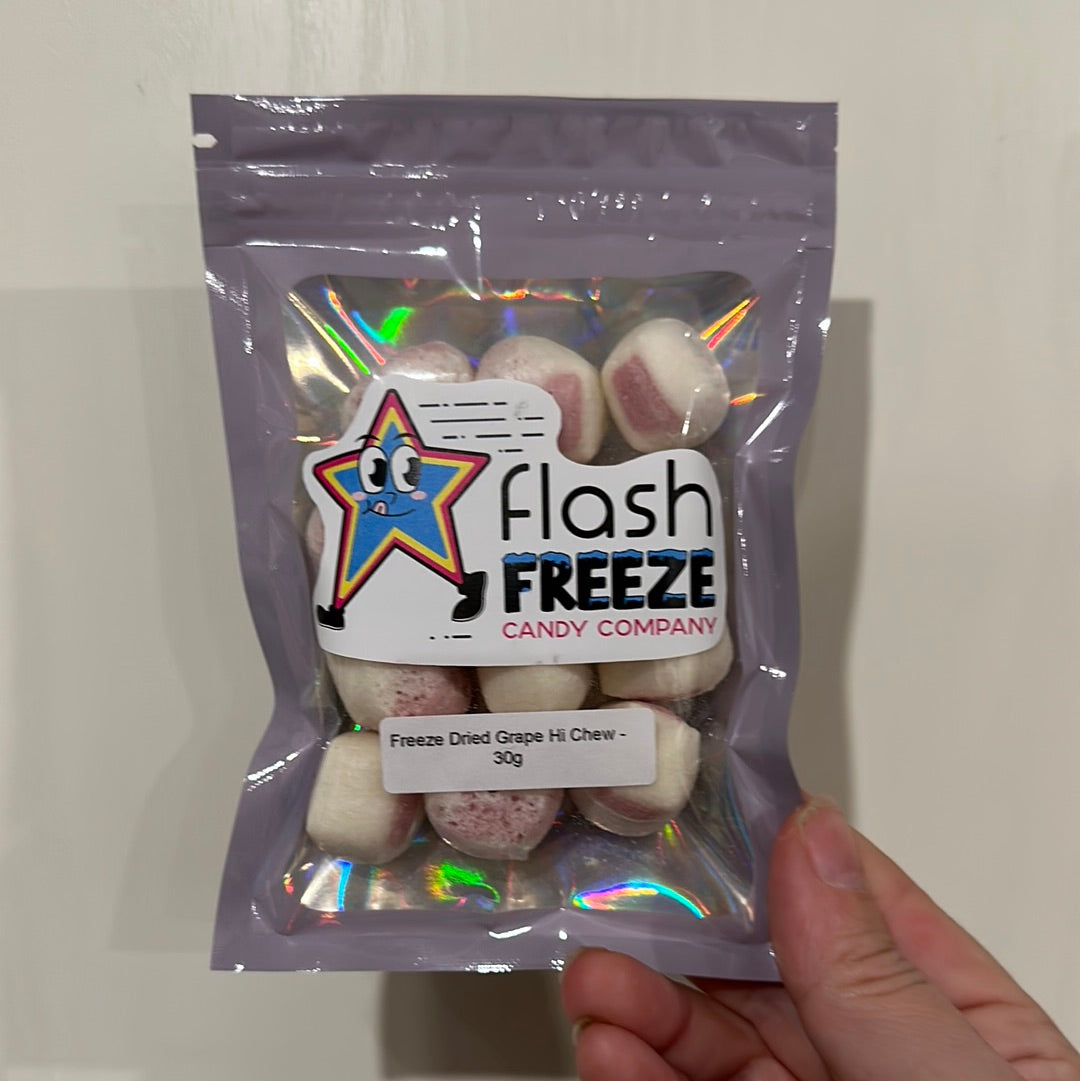 flash
FREEZE
CANDY COMPANY
Freeze Dried Grape Hi Chew -
30g